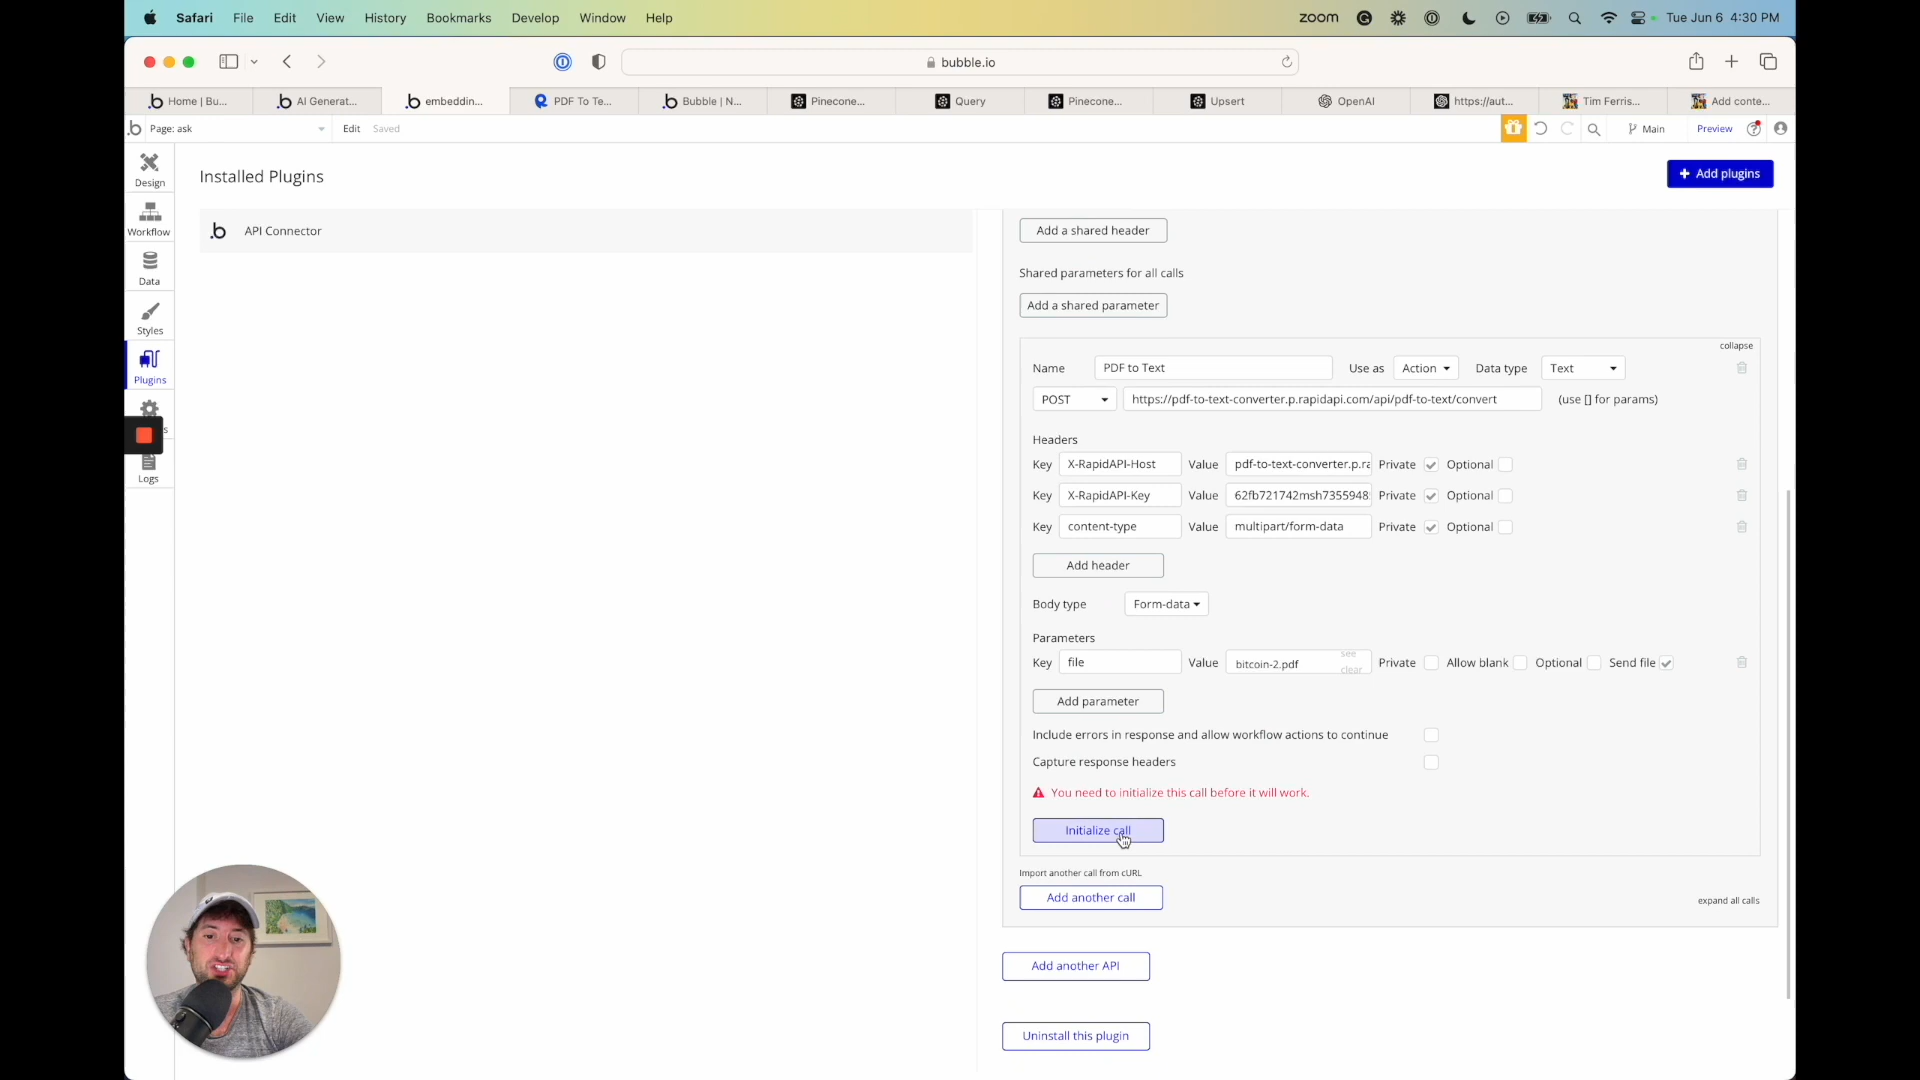 Safari File Edit View History Bookmarks Develop Window Help zoom Tue Jun 6 4:30 PM
bubble.io
Home | Bu... AI Generat... embeddin... PDF To Te... Bubble | N... Pinecone... Query Pinecone... Upsert OpenAI https://aut... Tim Ferris... Add conte...
Page: ask Edit Saved Main Preview
Design
Workflow
Data
Styles
Plugins
Logs
Installed Plugins
+ Add plugins
API Connector
Add a shared header
Shared parameters for all calls
Add a shared parameter
collapse
Name PDF to Text Use as Action Data type Text
POST https://pdf-to-text-converter.p.rapidapi.com/api/pdf-to-text/convert (use [] for params)
Headers
Key X-RapidAPI-Host Value pdf-to-text-converter.p.ra Private Optional
Key X-RapidAPI-Key Value 62fb721742msh7355948 Private Optional
Key content-type Value multipart/form-data Private Optional
Add header
Body type Form-data
Parameters
Key file Value bitcoin-2.pdf see clear Private Allow blank Optional Send file
Add parameter
Include errors in response and allow workflow actions to continue
Capture response headers
You need to initialize this call before it will work.
Initialize call
Import another call from cURL
Add another call
expand all calls
Add another API
Uninstall this plugin